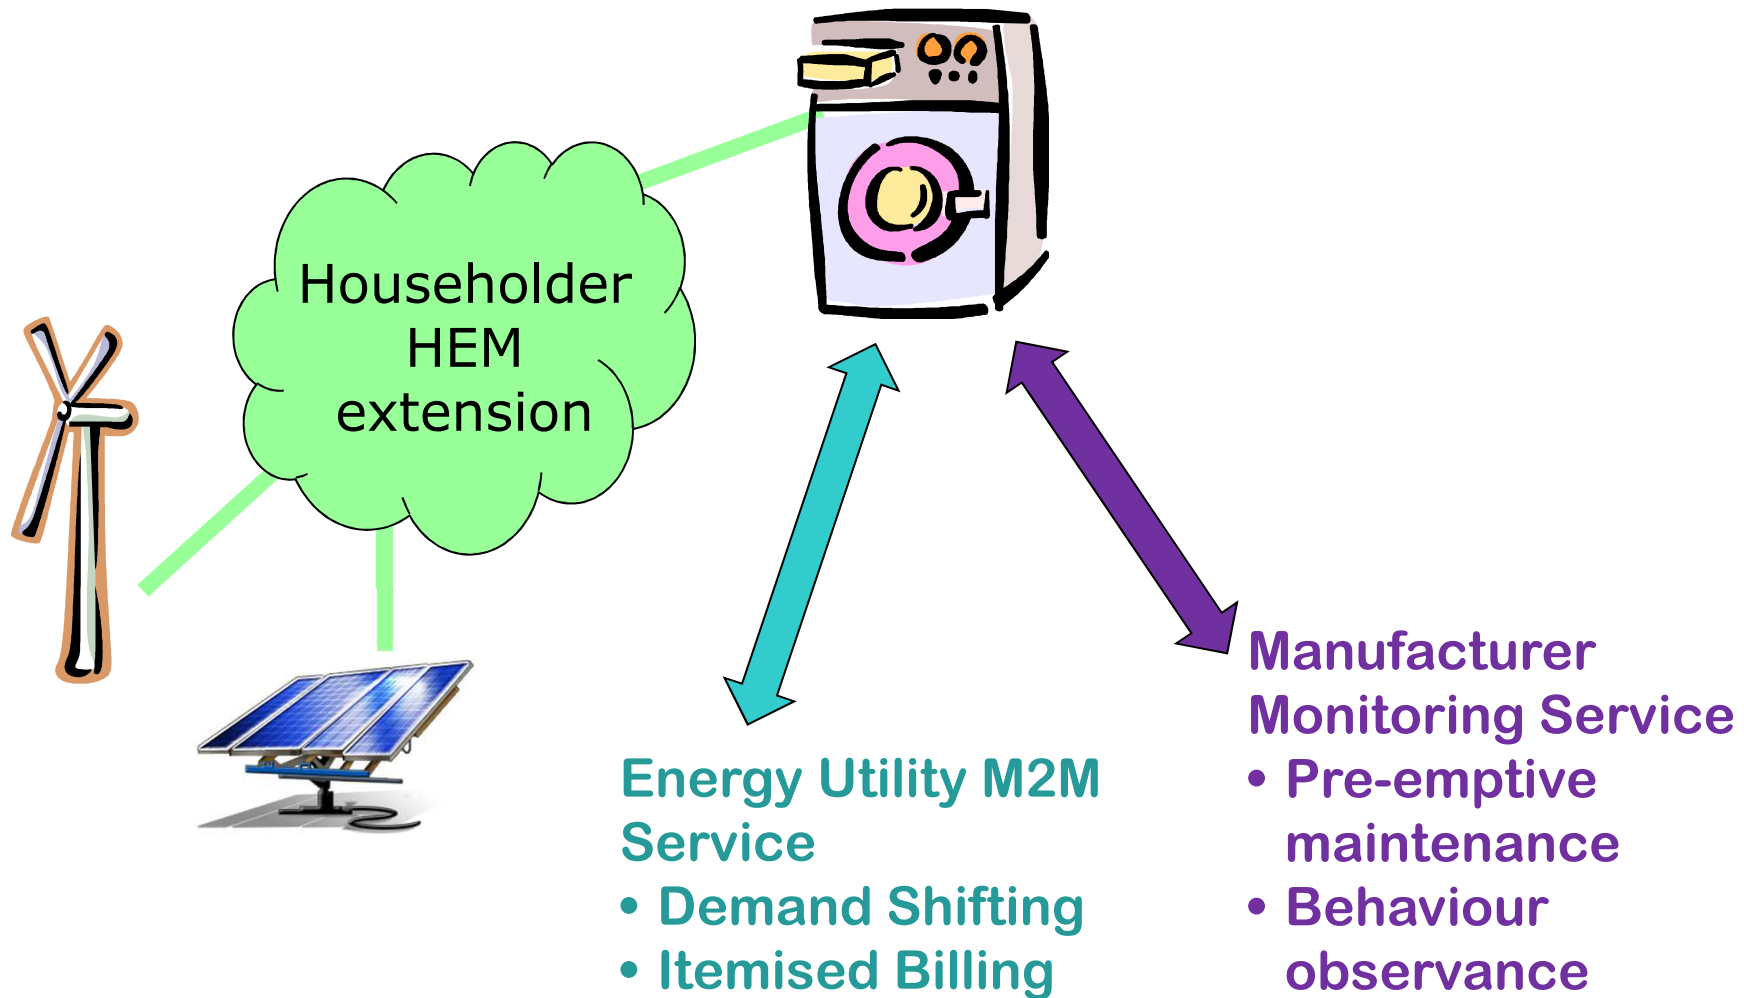 Householder
HEM
extension
Energy Utility M2M
Service
• Demand Shifting
• Itemised Billing
Manufacturer
Monitoring Service
• Pre-emptive
maintenance
• Behaviour
observance